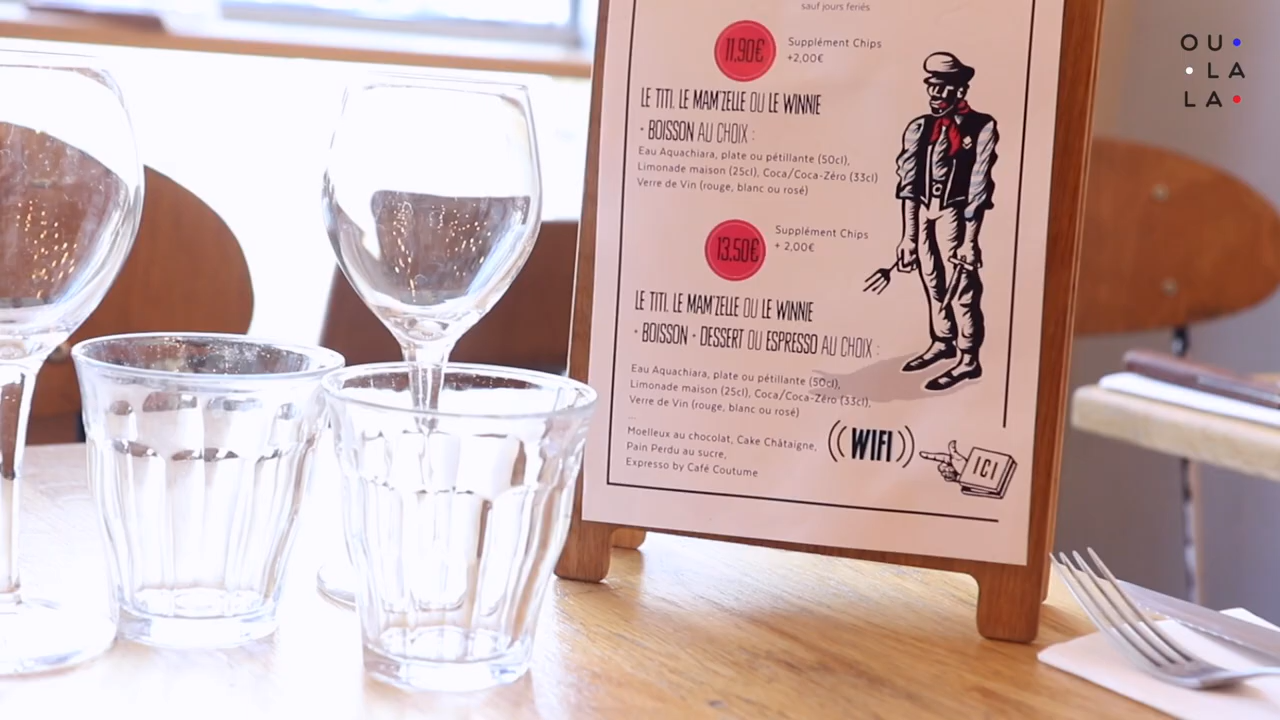 sauf jours feriés
11,90€
Supplément Chips
+2,00€
LE TITI, LE MAM'ZELLE OU LE WINNIE
+ BOISSON AU CHOIX :
Eau Aquachiara, plate ou pétillante (50cl),
Limonade maison (25cl), Coca/Coca-Zéro (33cl)
Verre de Vin (rouge, blanc ou rosé)
13,50€
Supplément Chips
+ 2,00€
LE TITI, LE MAM'ZELLE OU LE WINNIE
+ BOISSON + DESSERT OU ESPRESSO AU CHOIX :
Eau Aquachiara, plate ou pétillante (50cl),
Limonade maison (25cl), Coca/Coca-Zéro (33cl),
Verre de Vin (rouge, blanc ou rosé)
Moelleux au chocolat, Cake Châtaigne,
Pain Perdu au sucre,
Expresso by Café Coutume
((WIFI))
ICI
OU
LA
LA